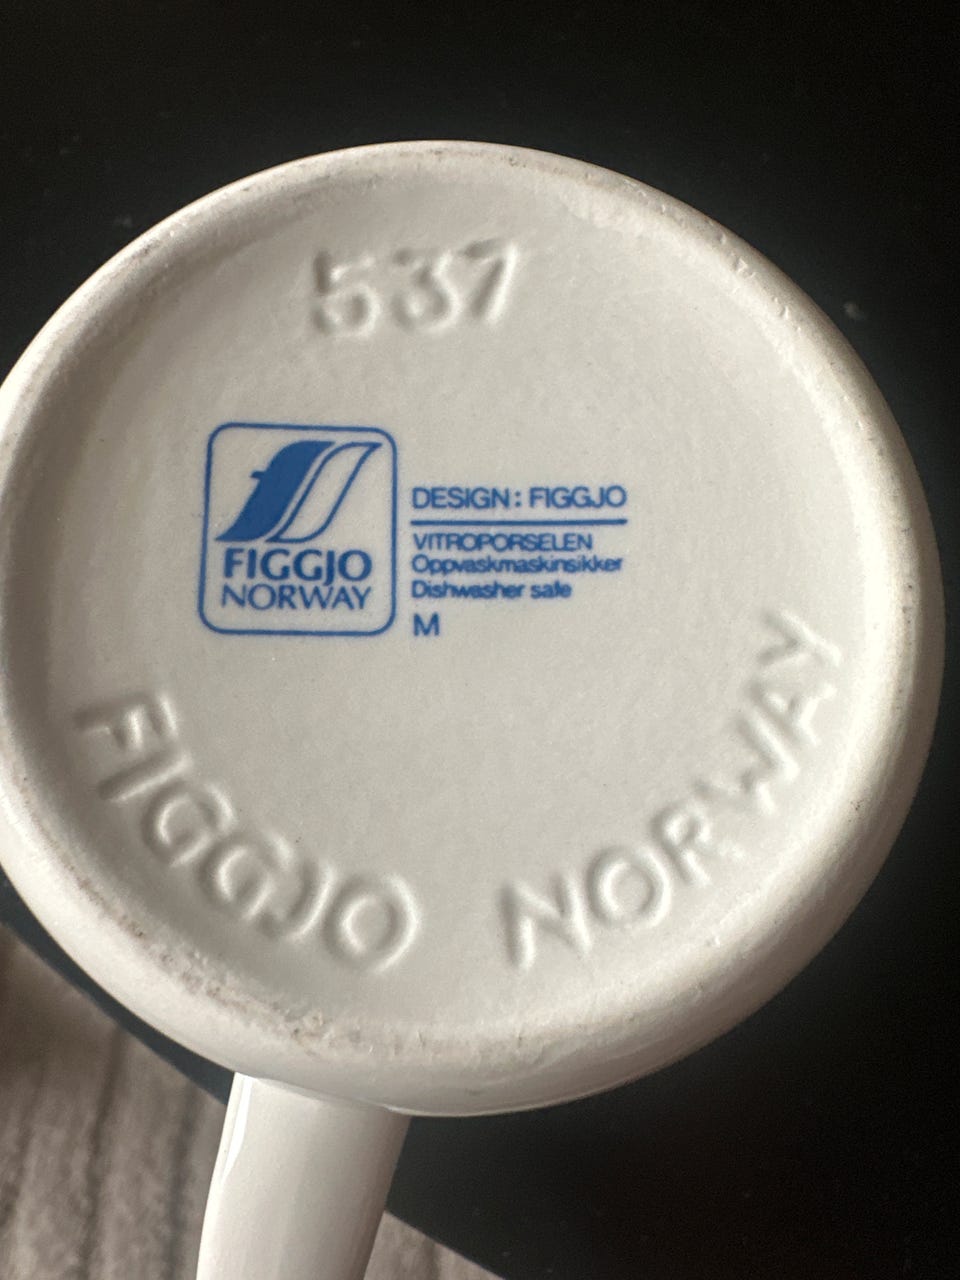 537
FIGGJO
NORWAY
DESIGN: FIGGJO
VITROPORSELEN
Oppvaskmaskinsikker
Dishwasher safe
M
FIGGJO NORWAY